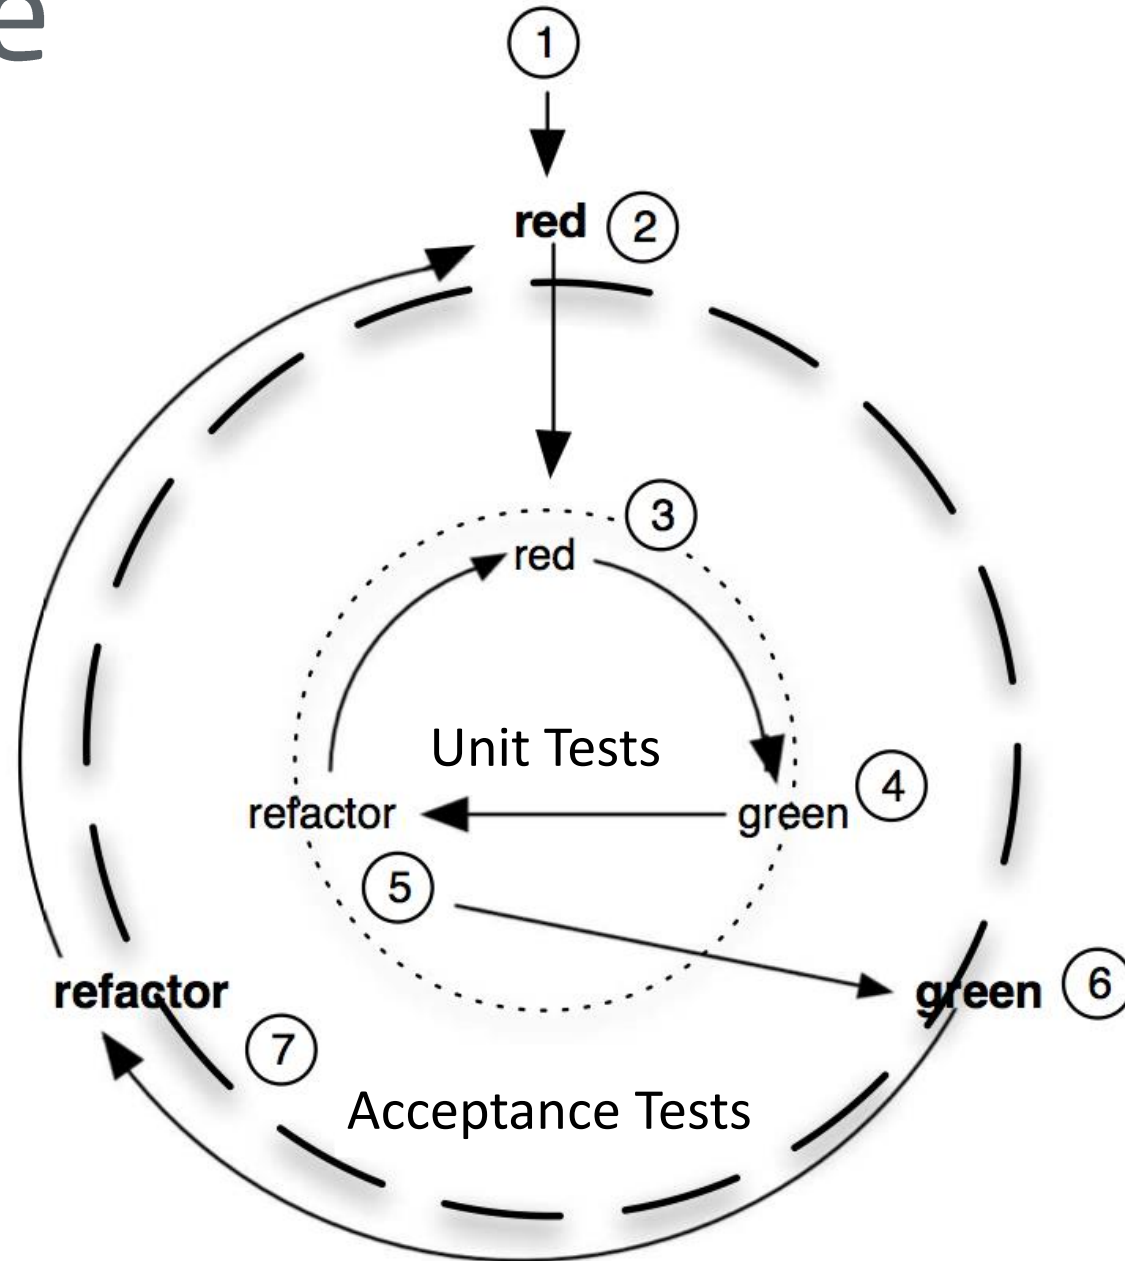 e
1
red 2
3
red
Unit Tests
refactor green 4
5
refactor green 6
7
Acceptance Tests